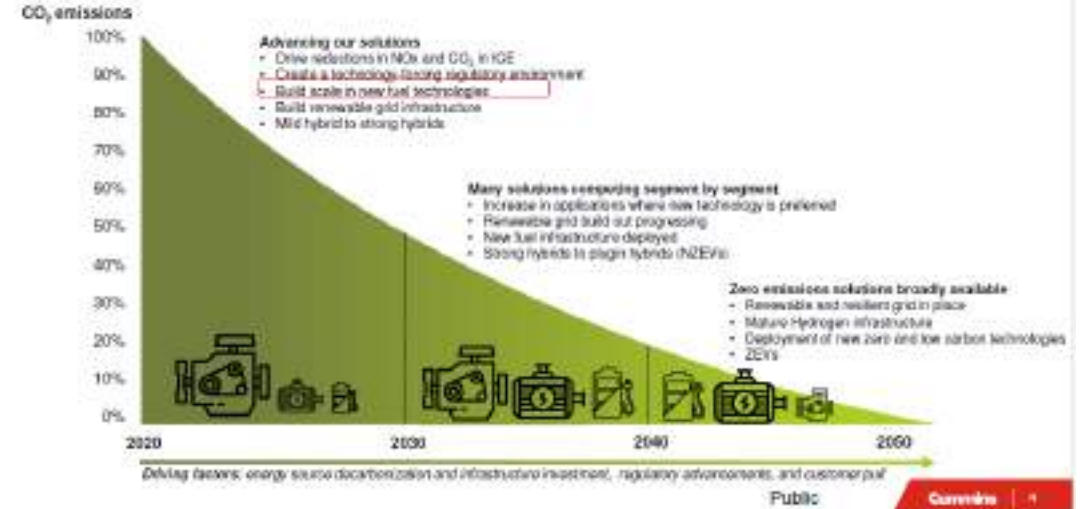 CO₂ emissions
100%
90%
80%
70%
60%
50%
40%
30%
20%
10%
0%
Advancing our solutions
• Drive reductions in NOx and CO₂ in ICE
• Create a technology forcing regulatory environment
• Build scale in new fuel technologies
• Build renewable grid infrastructure
• Mild hybrid to strong hybrids
Many solutions competing segment by segment
• Increase in applications where new technology is preferred
• Renewable grid build out progressing
• New fuel infrastructure deployed
• Strong hybrids to plugin hybrids (NZEVs)
Zero emissions solutions broadly available
• Renewable and resilient grid in place
• Mature Hydrogen infrastructure
• Deployment of new zero and low carbon technologies
• ZEVs
2020 2030 2040 2050
Driving factors: energy source decarbonization and infrastructure investment, regulatory advancements, and customer pull
Public
Cummins